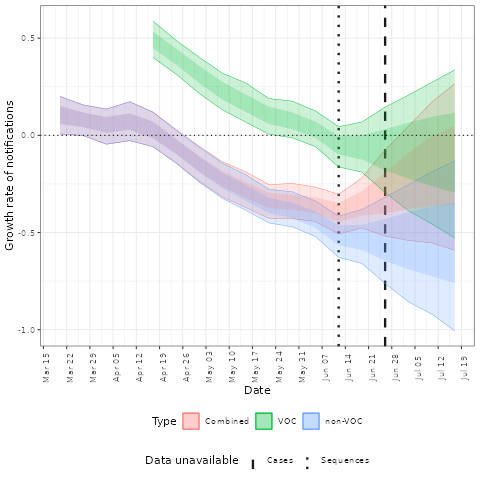 Growth rate of notifications
0.5
0.0
-0.5
-1.0
Mar 15
Mar 22
Mar 29
Apr 05
Apr 12
Apr 19
Apr 26
May 03
May 10
May 17
May 24
May 31
Jun 07
Jun 14
Jun 21
Jun 28
Jul 05
Jul 12
Jul 19
Date
Type Combined VOC non-VOC
Data unavailable Cases Sequences